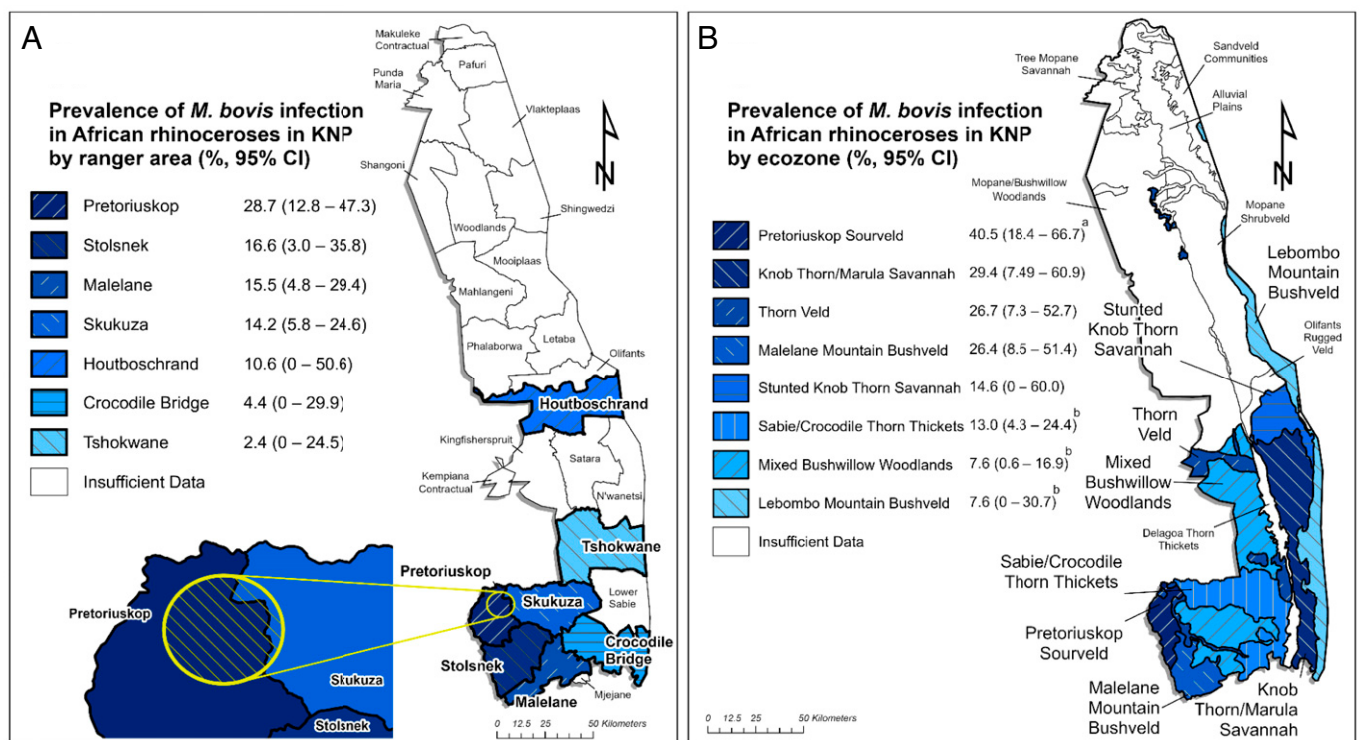 A
Prevalence of M. bovis infection
in African rhinoceroses in KNP
by ranger area (%, 95% CI)
Pretoriuskop 28.7 (12.8 – 47.3)
Stolsnek 16.6 (3.0 – 35.8)
Malelane 15.5 (4.8 – 29.4)
Skukuza 14.2 (5.8 – 24.6)
Houtboschrand 10.6 (0 – 50.6)
Crocodile Bridge 4.4 (0 – 29.9)
Tshokwane 2.4 (0 – 24.5)
Insufficient Data
Makuleke
Contractual
Pafuri
Punda
Maria
Vlakteplaas
N
Shangoni
Shingwedzi
Woodlands
Mooiplaas
Mahlangeni
Phalaborwa
Letaba
Olifants
Houtboschrand
Kingfisherspruit
Satara
Kempiana
Contractual
N'wanetsi
Tshokwane
Pretoriuskop
Skukuza
Lower
Sabie
Crocodile
Bridge
Stolsnek
Mjejane
Malelane
Pretoriuskop
Skukuza
Stolsnek
0 12.5 25 50 Kilometers
B
Prevalence of M. bovis infection
in African rhinoceroses in KNP
by ecozone (%, 95% CI)
Pretoriuskop Sourveld 40.5 (18.4 – 66.7)a
Knob Thorn/Marula Savannah 29.4 (7.49 – 60.9)
Thorn Veld 26.7 (7.3 – 52.7)
Malelane Mountain Bushveld 26.4 (8.5 – 51.4)
Stunted Knob Thorn Savannah 14.6 (0 – 60.0)
Sabie/Crocodile Thorn Thickets 13.0 (4.3 – 24.4)b
Mixed Bushwillow Woodlands 7.6 (0.6 – 16.9)b
Lebombo Mountain Bushveld 7.6 (0 – 30.7)b
Insufficient Data
Tree Mopane
Savannah
Sandveld
Communities
Alluvial
Plains
N
Mopane/Bushwillow
Woodlands
Mopane
Shrubveld
Lebombo
Mountain
Bushveld
Stunted
Knob Thorn
Savannah
Olifants
Rugged
Veld
Thorn
Veld
Mixed
Bushwillow
Woodlands
Delagoa Thorn
Thickets
Sabie/Crocodile
Thorn Thickets
Pretoriuskop
Sourveld
Malelane
Mountain
Bushveld
Knob
Thorn/Marula
Savannah
0 12.5 25 50 Kilometers